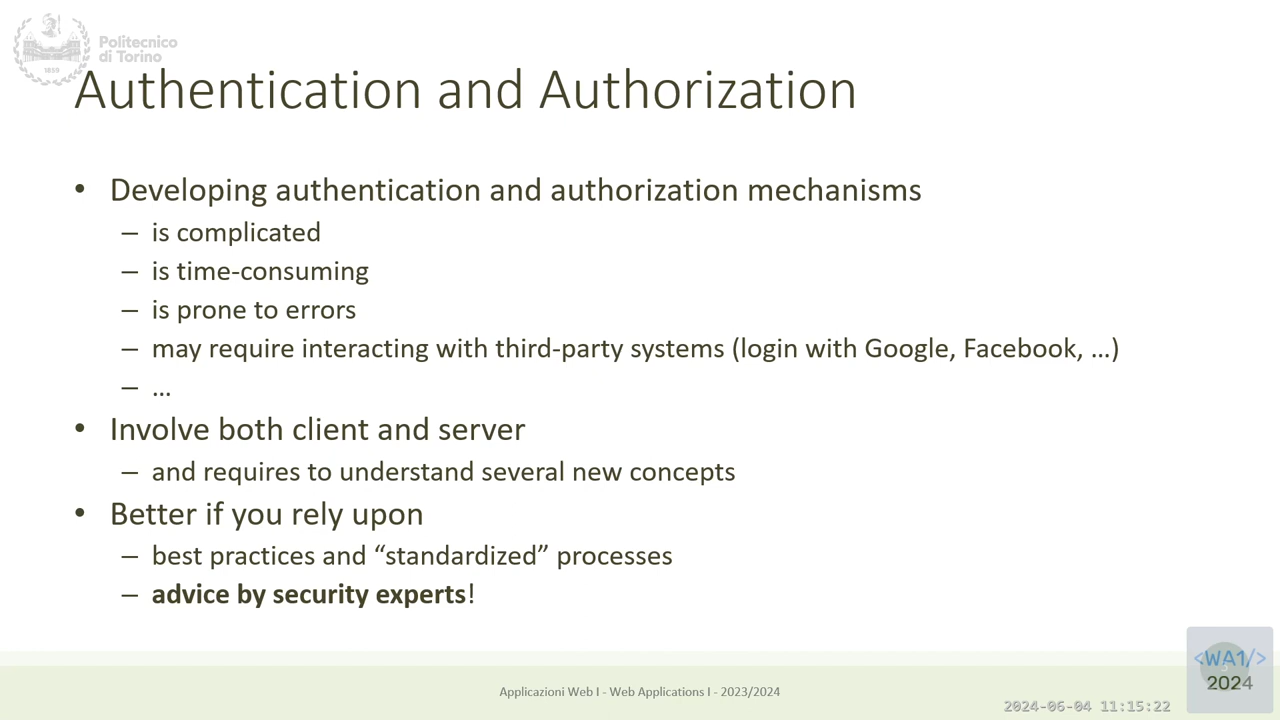 Politecnico
di Torino
1859
Authentication and Authorization
• Developing authentication and authorization mechanisms
– is complicated
– is time-consuming
– is prone to errors
– may require interacting with third-party systems (login with Google, Facebook, …)
– …
• Involve both client and server
– and requires to understand several new concepts
• Better if you rely upon
– best practices and “standardized” processes
– advice by security experts!
Applicazioni Web I - Web Applications I - 2023/2024
<WA1/>
2024
3
2024-06-04 11:15:22